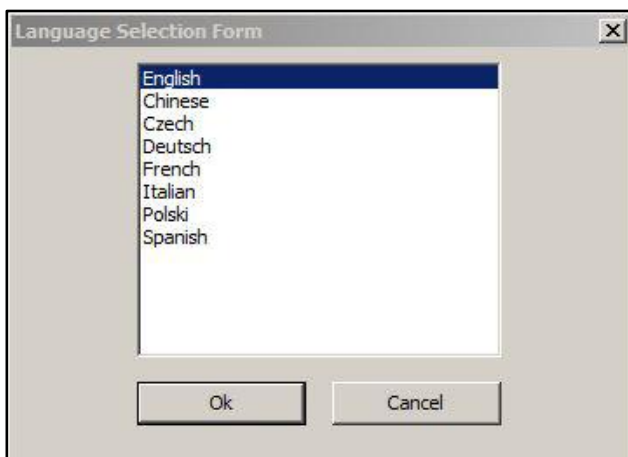 Language Selection Form
English
Chinese
Czech
Deutsch
French
Italian
Polski
Spanish
Ok
Cancel